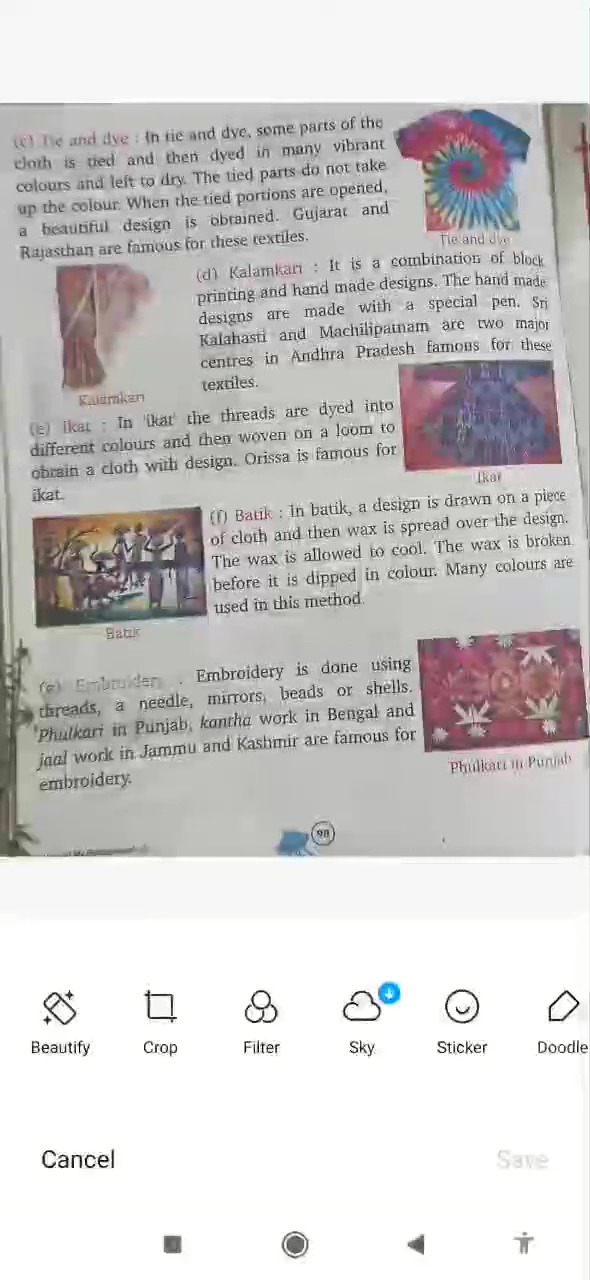 (c) Tie and dye : In tie and dye, some parts of the
cloth is tied and then dyed in many vibrant
colours and left to dry. The tied parts do not take
up the colour. When the tied portions are opened,
a beautiful design is obtained. Gujarat and
Rajasthan are famous for these textiles.
Tie and dye
(d) Kalamkari : It is a combination of block
printing and hand made designs. The hand made
designs are made with a special pen. Sri
Kalahasti and Machilipatnam are two major
centres in Andhra Pradesh famous for these
textiles.
Kalamkari
(e) Ikat : In 'ikat' the threads are dyed into
different colours and then woven on a loom to
obtain a cloth with design. Orissa is famous for
ikat.
Ikat
(f) Batik : In batik, a design is drawn on a piece
of cloth and then wax is spread over the design.
The wax is allowed to cool. The wax is broken
before it is dipped in colour. Many colours are
used in this method.
Batik
(g) Embroidery : Embroidery is done using
threads, a needle, mirrors, beads or shells.
'Phulkari in Punjab, kantha work in Bengal and
jaal work in Jammu and Kashmir are famous for
embroidery.
Phulkari in Punjab
98
Beautify
Crop
Filter
Sky
Sticker
Doodle
Cancel
Save